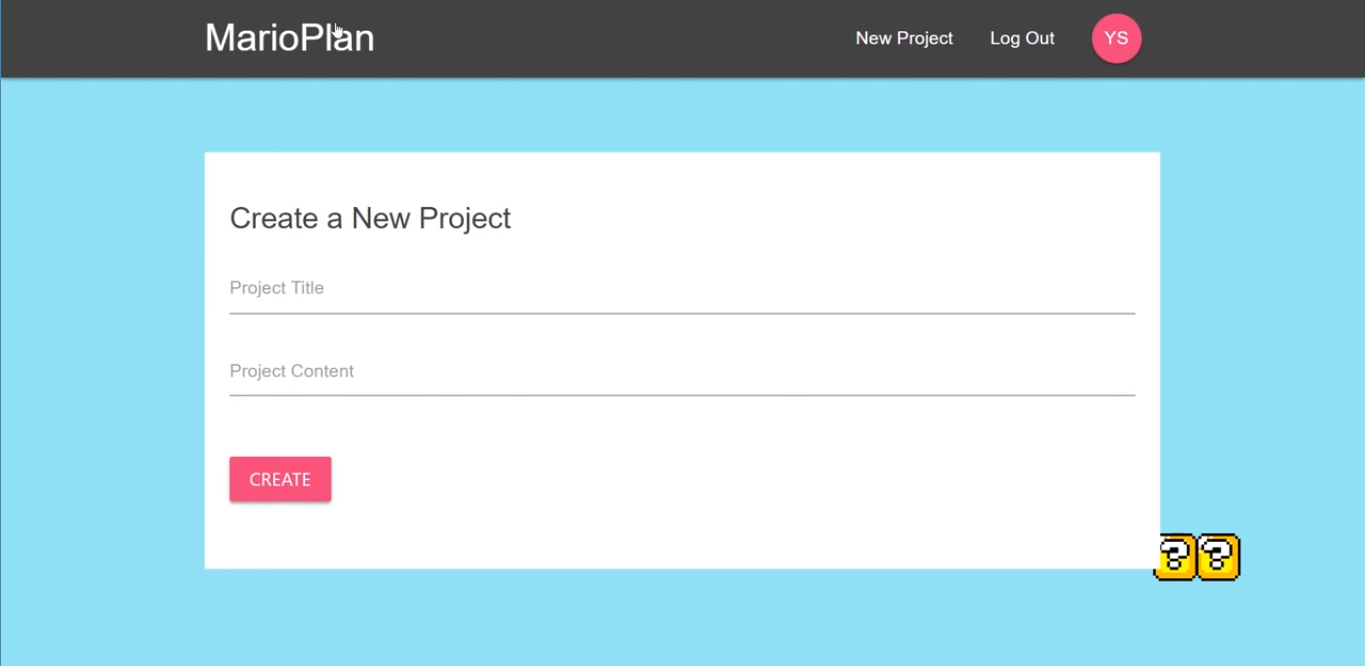 MarioPlan
New Project
Log Out
YS
Create a New Project
Project Title
Project Content
CREATE
? ?